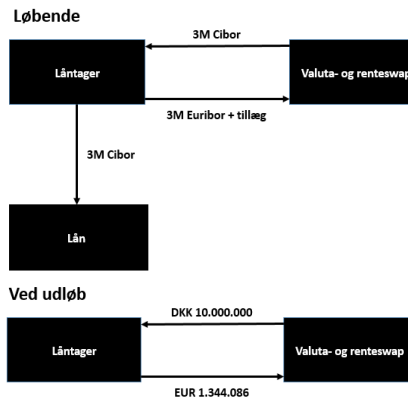 Løbende
3M Cibor
Låntager
Valuta- og renteswap
3M Euribor + tillæg
3M Cibor
Lån
Ved udløb
DKK 10.000.000
Låntager
Valuta- og renteswap
EUR 1.344.086